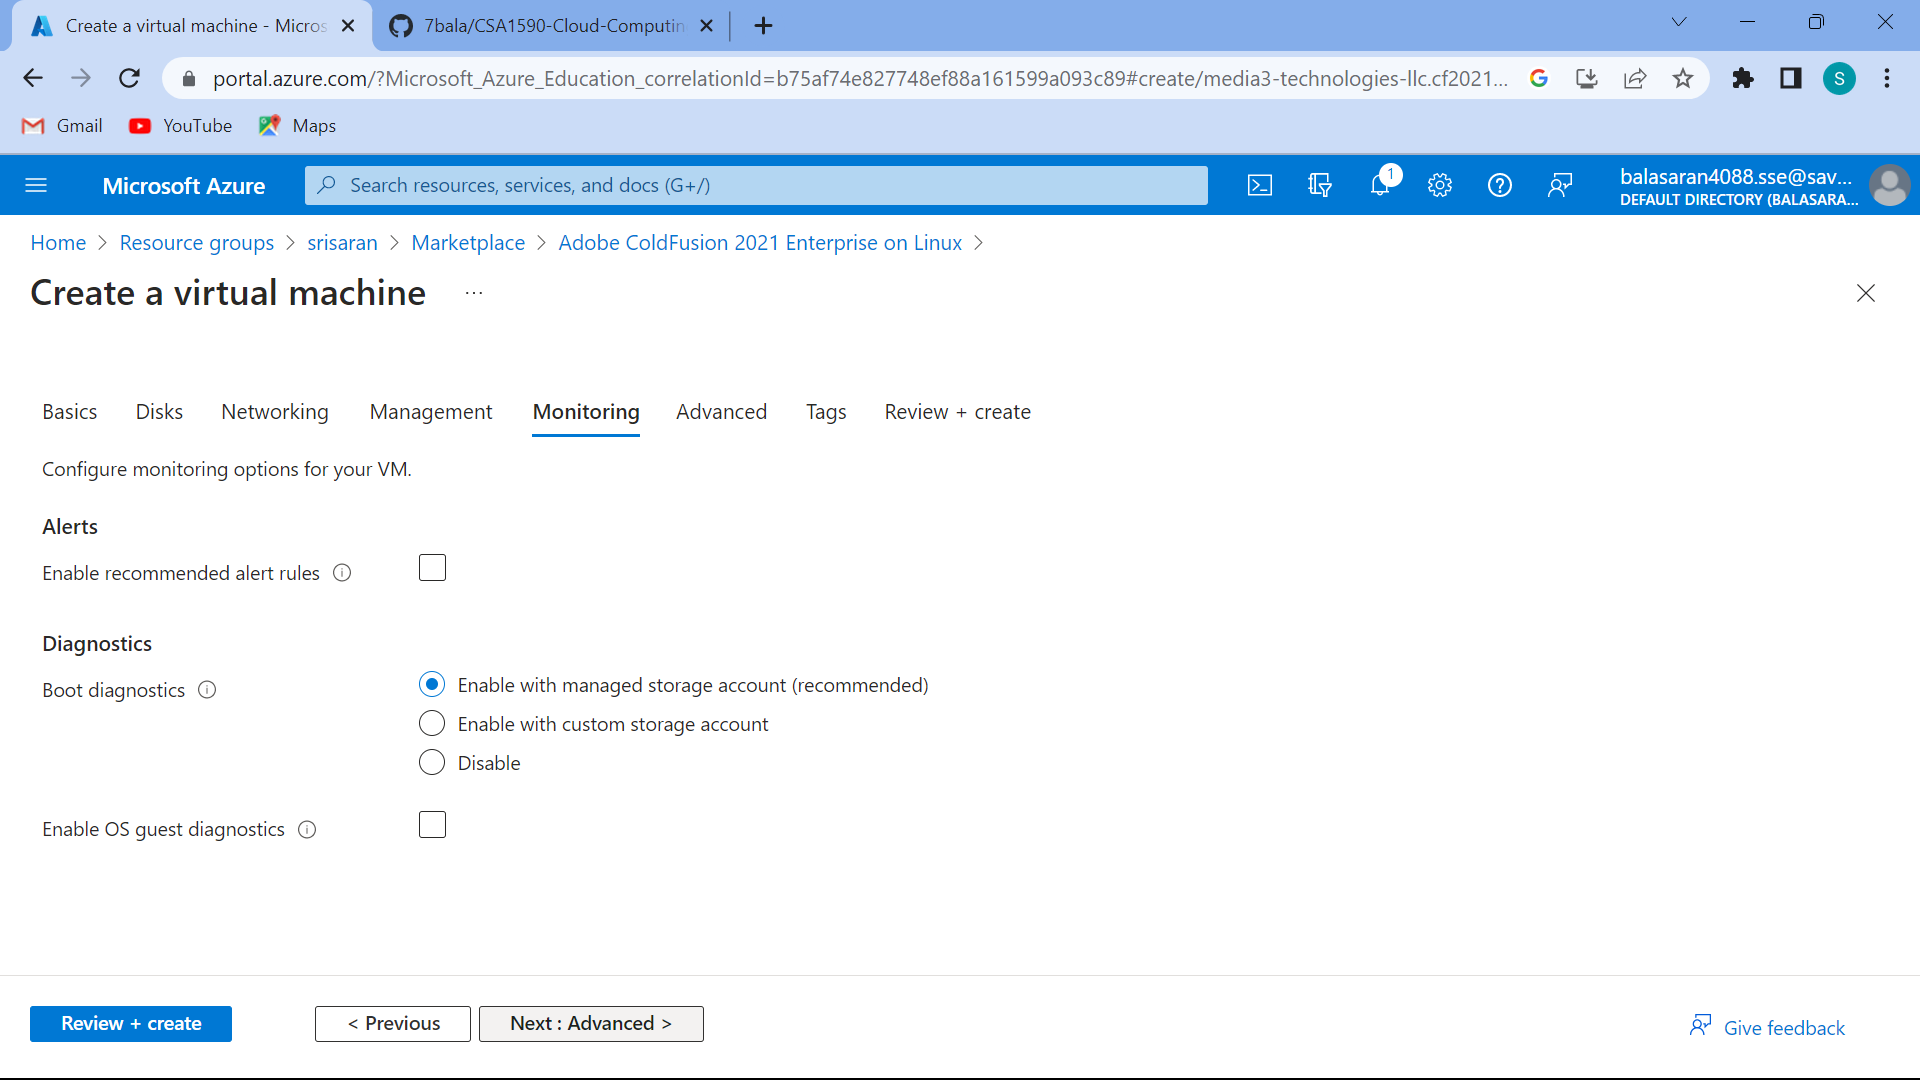 Create a virtual machine - Micros
7bala/CSA1590-Cloud-Computin
portal.azure.com/?Microsoft_Azure_Education_correlationId=b75af74e827748ef88a161599a093c89#create/media3-technologies-llc.cf2021...
S
Gmail
YouTube
Maps
Microsoft Azure
Search resources, services, and docs (G+/)
1
balasaran4088.sse@sav...
DEFAULT DIRECTORY (BALASARA...
Home > Resource groups > srisaran > Marketplace > Adobe ColdFusion 2021 Enterprise on Linux >
Create a virtual machine ...
Basics Disks Networking Management Monitoring Advanced Tags Review + create
Configure monitoring options for your VM.
Alerts
Enable recommended alert rules
Diagnostics
Boot diagnostics
Enable with managed storage account (recommended)
Enable with custom storage account
Disable
Enable OS guest diagnostics
Review + create
< Previous
Next : Advanced >
Give feedback